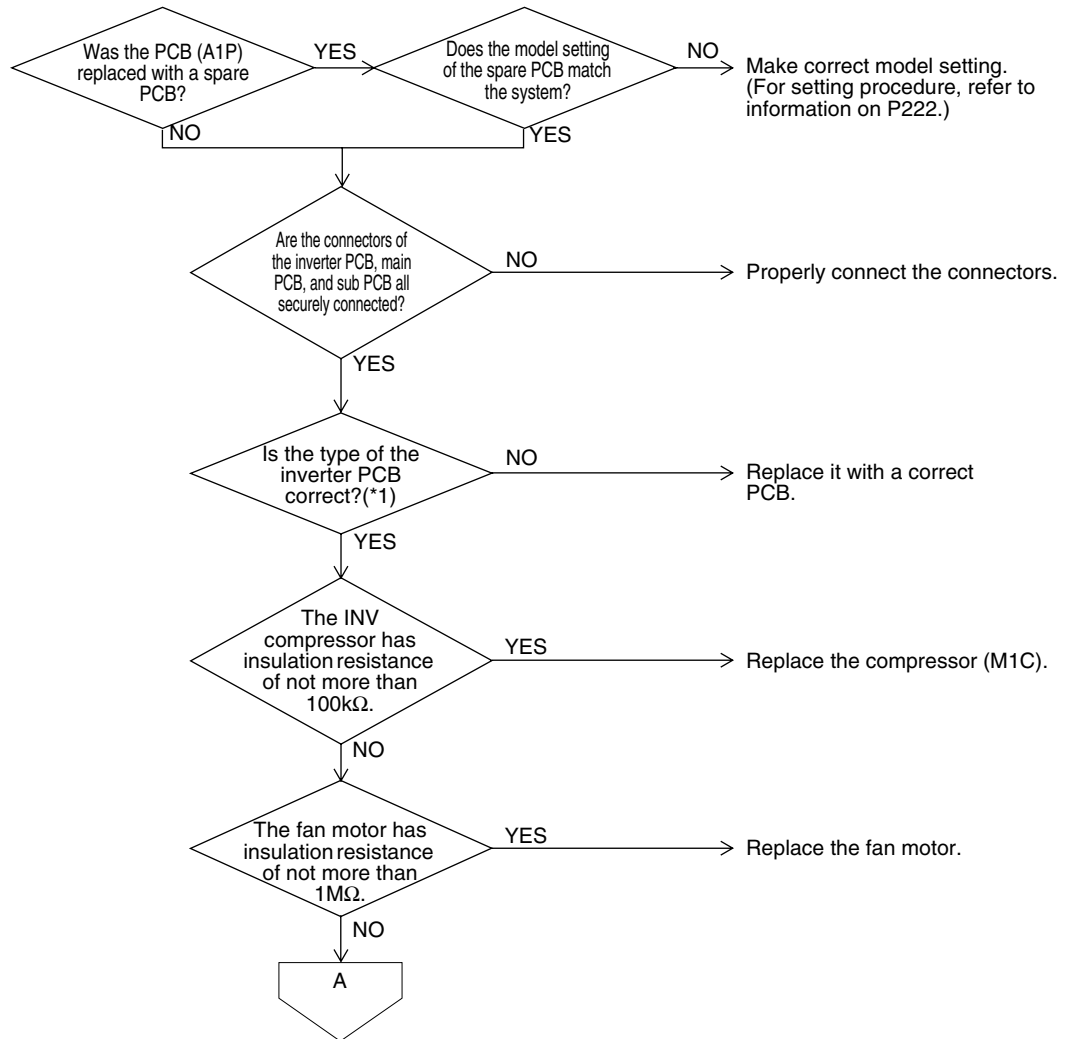 Was the PCB (A1P)
replaced with a spare
PCB?
YES
Does the model setting
of the spare PCB match
the system?
NO
Make correct model setting.
(For setting procedure, refer to
information on P222.)
NO
YES
Are the connectors of
the inverter PCB, main
PCB, and sub PCB all
securely connected?
NO
Properly connect the connectors.
YES
Is the type of the
inverter PCB
correct?(*1)
NO
Replace it with a correct
PCB.
YES
The INV
compressor has
insulation resistance
of not more than
100kΩ.
YES
Replace the compressor (M1C).
NO
The fan motor has
insulation resistance
of not more than
1MΩ.
YES
Replace the fan motor.
NO
A